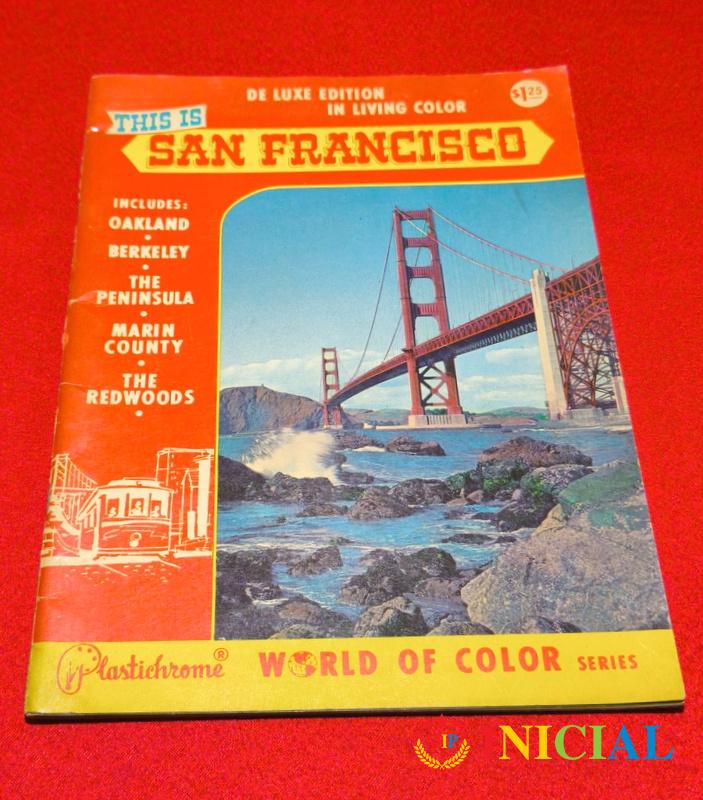 DE LUXE EDITION
IN LIVING COLOR
$1.25
THIS IS
SAN FRANCISCO
INCLUDES:
OAKLAND
•
BERKELEY
•
THE
PENINSULA
•
MARIN
COUNTY
•
THE
REDWOODS
•
Plastichrome® WORLD OF COLOR SERIES
IP NICIAL